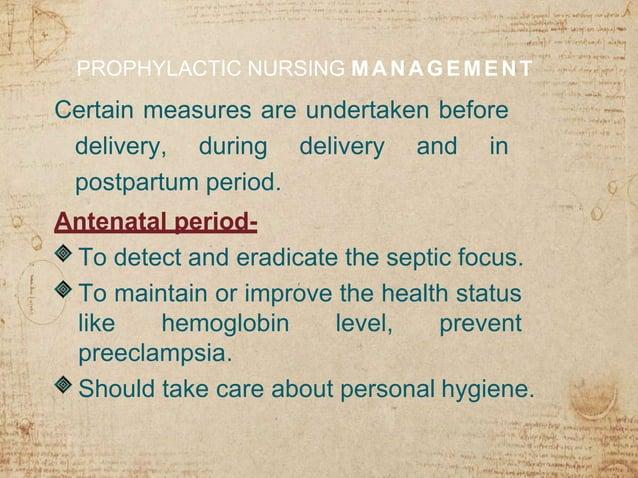 PROPHYLACTIC NURSING MANAGEMENT
Certain measures are undertaken before
delivery, during delivery and in
postpartum period.
Antenatal period-
To detect and eradicate the septic focus.
To maintain or improve the health status
like hemoglobin level, prevent
preeclampsia.
Should take care about personal hygiene.